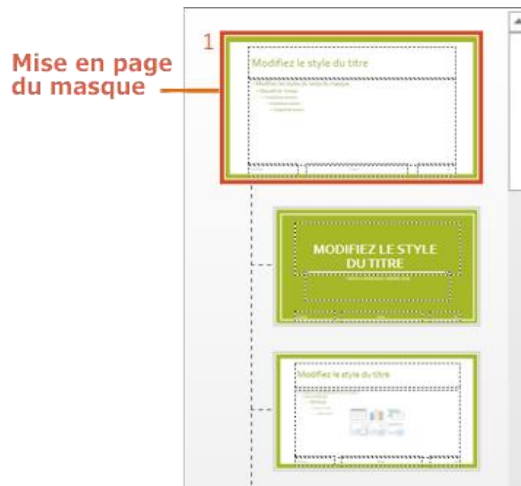 1
Mise en page
du masque
Modifiez le style du titre
MODIFIEZ LE STYLE
DU TITRE
Modifiez le style du titre